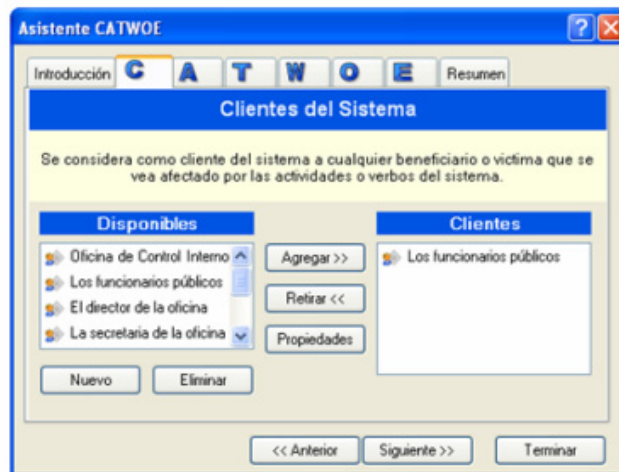 Asistente CATWOE
Introducción C A T W O E Resumen
Clientes del Sistema
Se considera como cliente del sistema a cualquier beneficiario o victima que se
vea afectado por las actividades o verbos del sistema.
Disponibles
Oficina de Control Interno
Los funcionarios públicos
El director de la oficina
La secretaria de la oficina
Nuevo Eliminar
Agregar >>
Retirar <<
Propiedades
Clientes
Los funcionarios públicos
<< Anterior Siguiente >> Terminar